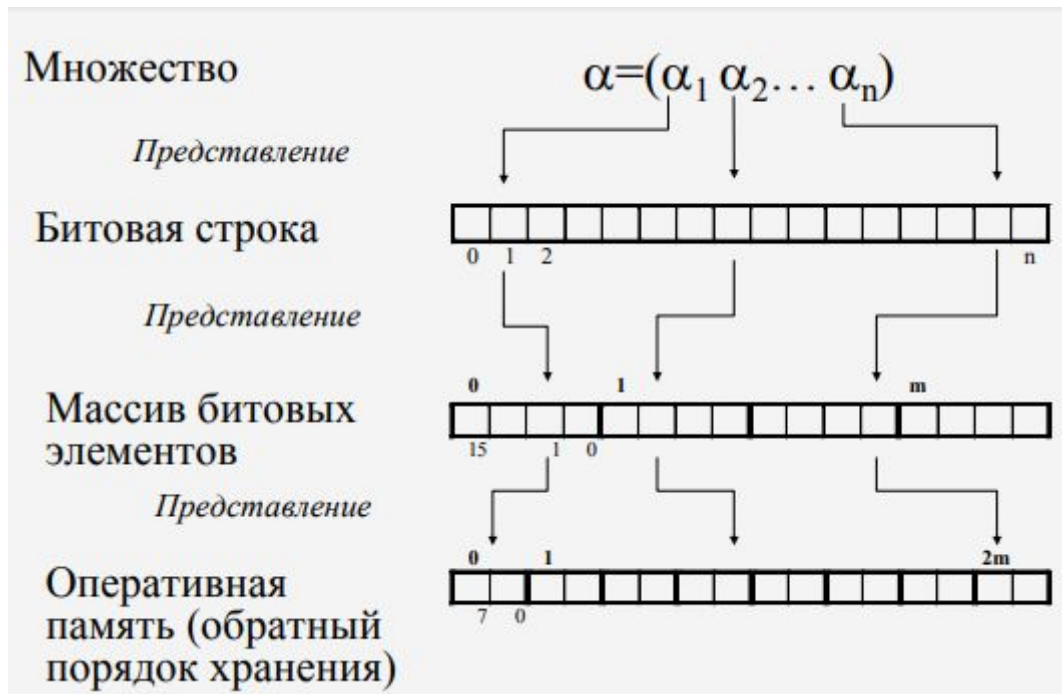 Множество
α=(α₁ α₂… αₙ)
Представление
Битовая строка
0 1 2 n
Представление
0 1 m
Массив битовых
элементов
15 1 0
Представление
0 1 2m
Оперативная
память (обратный
порядок хранения)
7 0